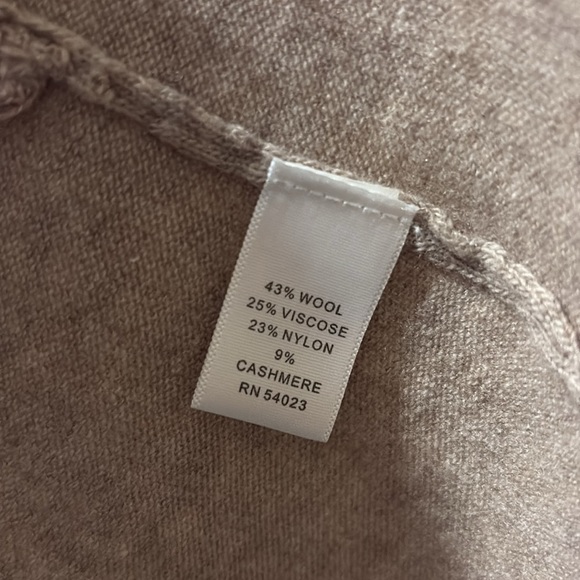 43% WOOL
25% VISCOSE
23% NYLON
9%
CASHMERE
RN 54023